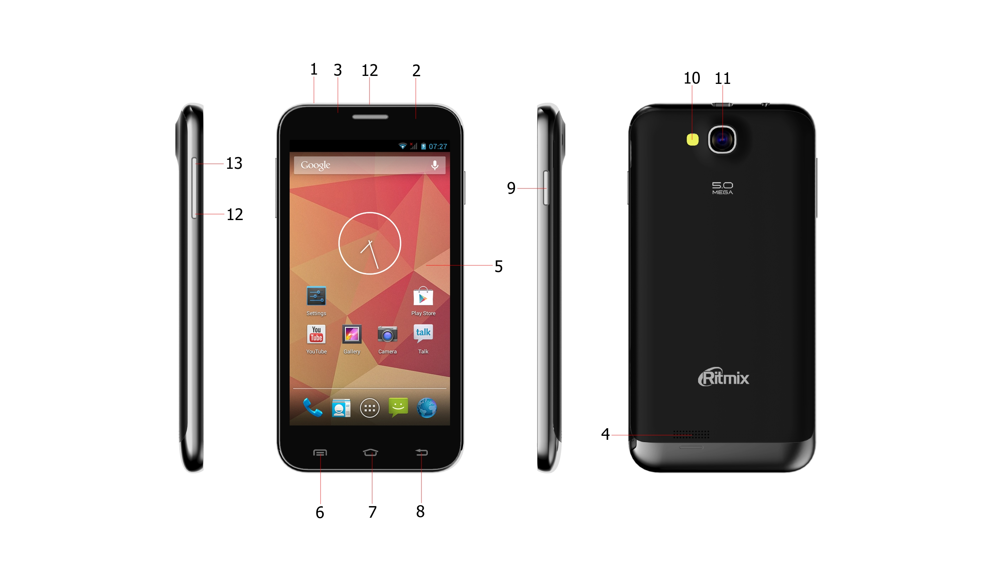 1 3 12 2
10 11
07:27
Google
13
9
5.0
MEGA
12
5
Settings
Play Store
You
Tube
talk
YouTube
Gallery
Camera
Talk
Ritmix
4
6
7
8